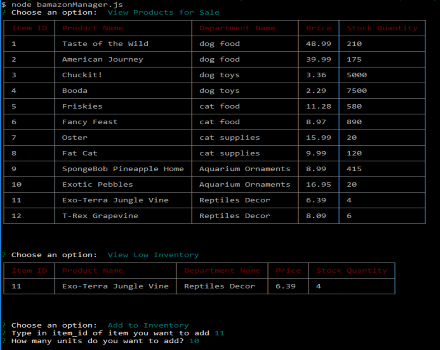 $ node bamazonManager.js
? Choose an option: View Products for Sale
Item ID Product Name Department Name Price Stock Quantity
1 Taste of the Wild dog food 48.99 210
2 American Journey dog food 39.99 175
3 Chuckit! dog toys 3.36 5000
4 Booda dog toys 2.29 7500
5 Friskies cat food 11.28 580
6 Fancy Feast cat food 8.97 890
7 Oster cat supplies 15.99 20
8 Fat Cat cat supplies 9.99 120
9 SpongeBob Pineapple Home Aquarium Ornaments 8.99 415
10 Exotic Pebbles Aquarium Ornaments 16.95 20
11 Exo-Terra Jungle Vine Reptiles Decor 6.39 4
12 T-Rex Grapevine Reptiles Decor 8.09 6
? Choose an option: View Low Inventory
Item ID Product Name Department Name Price Stock Quantity
11 Exo-Terra Jungle Vine Reptiles Decor 6.39 4
? Choose an option: Add to Inventory
? Type in item_id of item you want to add 11
? How many units do you want to add? 10